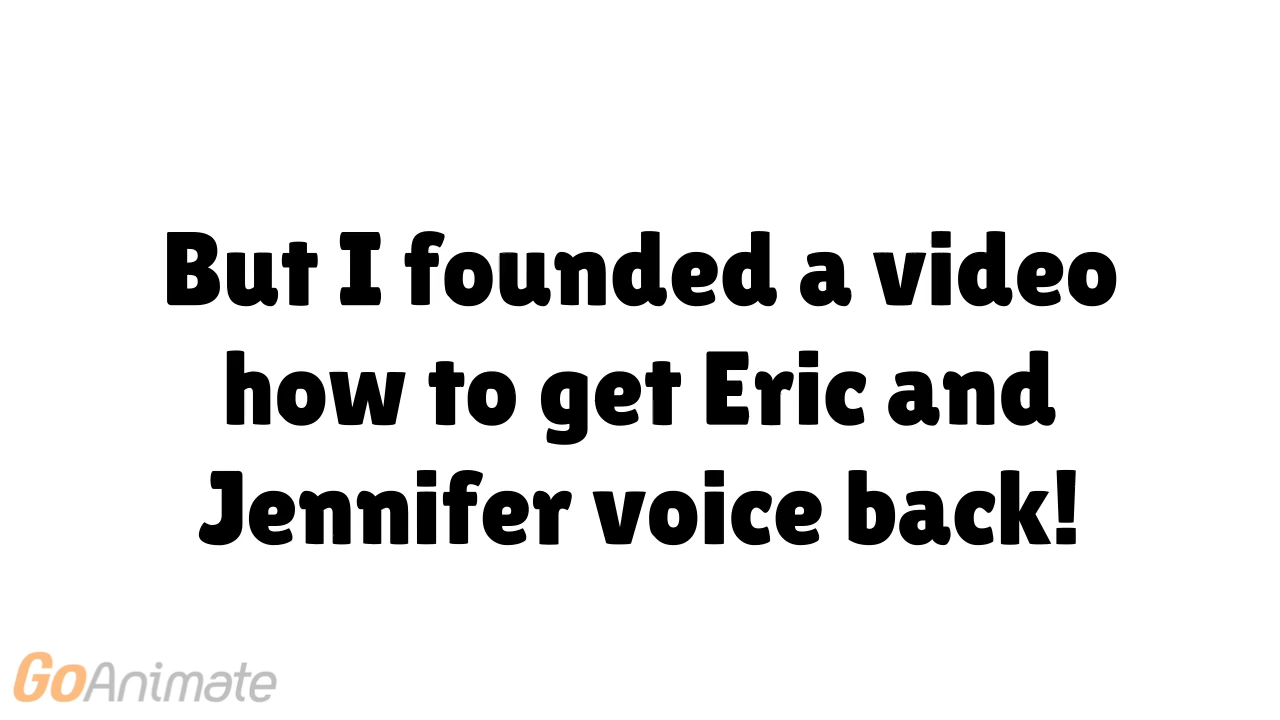 But I founded a video
how to get Eric and
Jennifer voice back!
GoAnimate